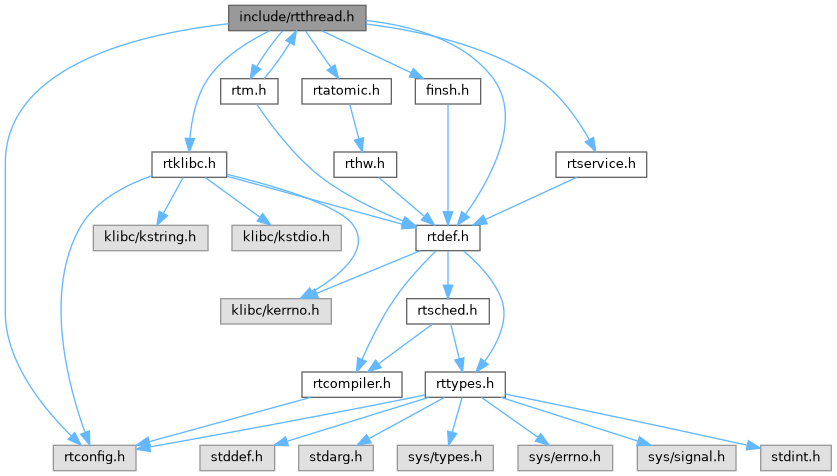 include/rtthread.h
rtm.h
rtatomic.h
finsh.h
rtklibc.h
rthw.h
rtservice.h
klibc/kstring.h
klibc/kstdio.h
rtdef.h
klibc/kerrno.h
rtsched.h
rtcompiler.h
rttypes.h
rtconfig.h
stddef.h
stdarg.h
sys/types.h
sys/errno.h
sys/signal.h
stdint.h